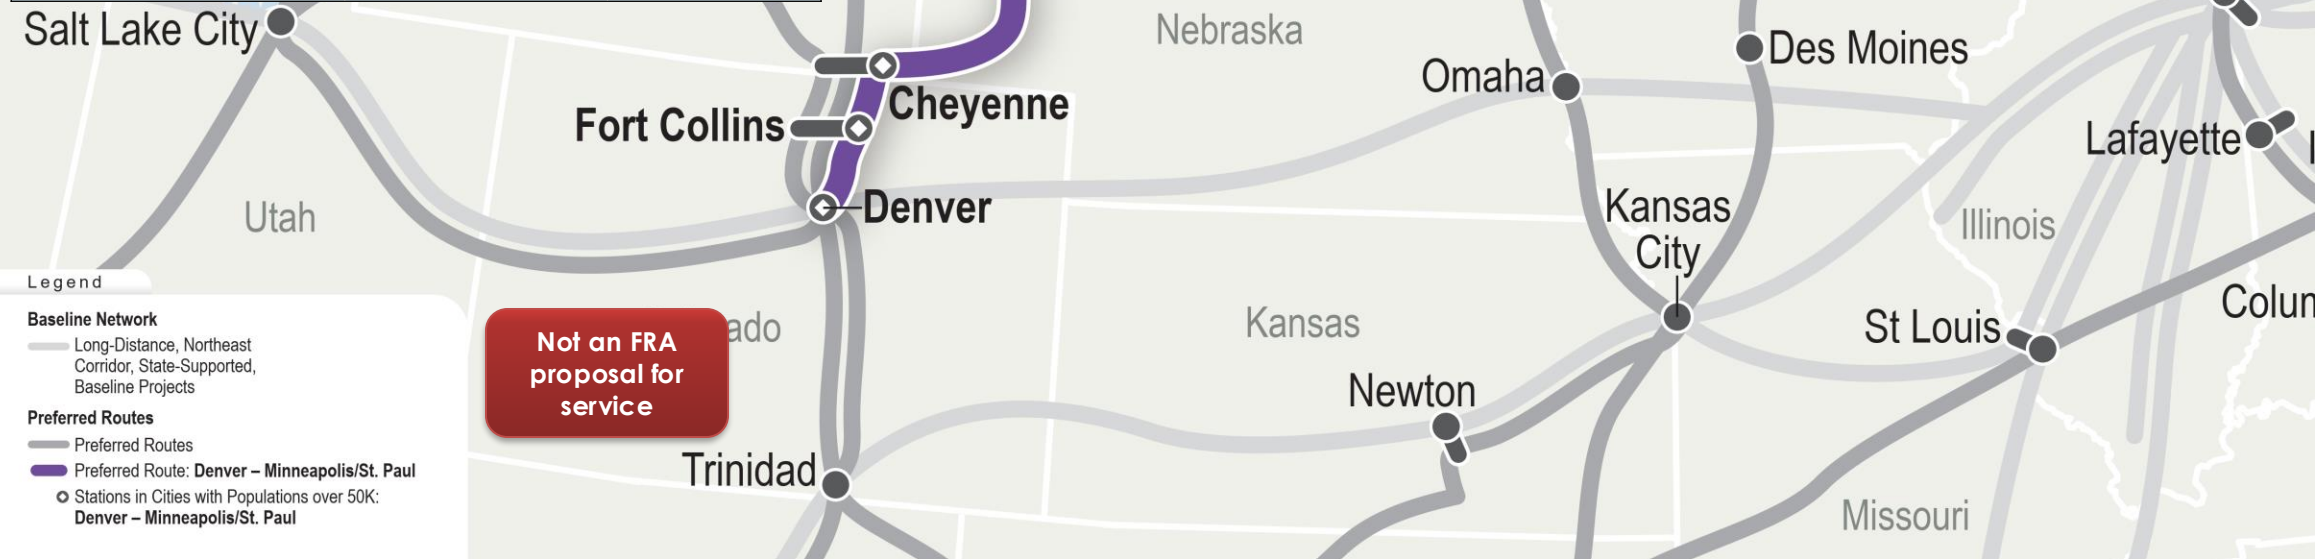 Salt Lake City
Nebraska
Des Moines
Omaha
Cheyenne
Fort Collins
Lafayette
Denver
Utah
Kansas
City
Illinois
Legend
Baseline Network
Long-Distance, Northeast
Corridor, State-Supported,
Baseline Projects
Preferred Routes
Preferred Routes
Preferred Route: Denver – Minneapolis/St. Paul
Stations in Cities with Populations over 50K:
Denver – Minneapolis/St. Paul
Not an FRA
proposal for
service
ado
Kansas
St Louis
Colum
Newton
Trinidad
Missouri